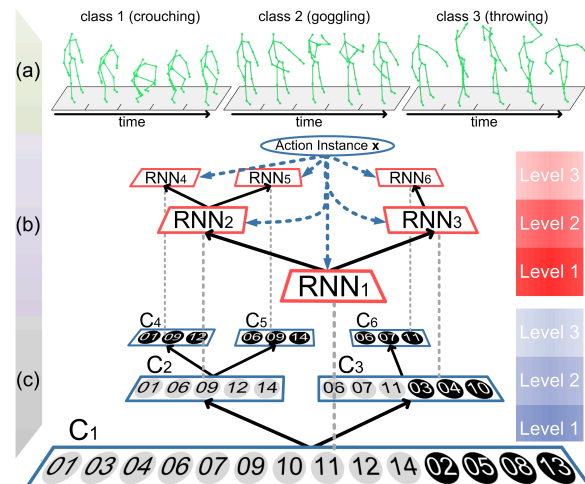 class 1 (crouching) class 2 (goggling) class 3 (throwing)
(a)
time time time
Action Instance x
RNN4 RNN5 RNN6
Level 3
(b)
RNN2 RNN3
Level 2
RNN1
Level 1
C4 C5 C6
01 09 12 06 09 14 06 07 11
Level 3
C2 C3
(c)
01 06 09 12 14 06 07 11 03 04 10
Level 2
C1
Level 1
01 03 04 06 07 09 10 11 12 14 02 05 08 13